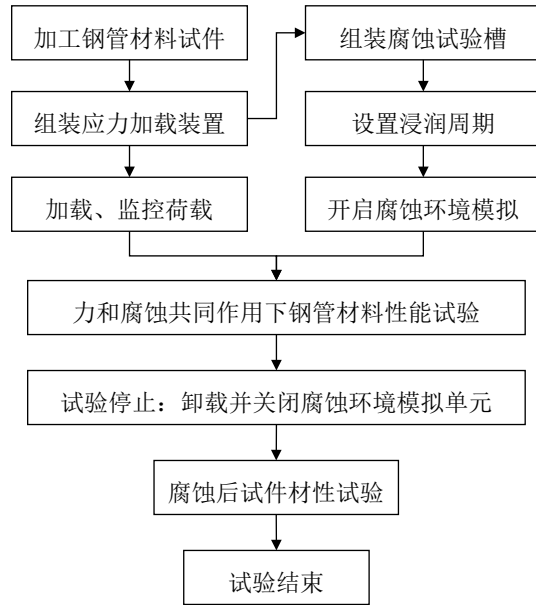 加工钢管材料试件
组装应力加载装置
加载、监控荷载
组装腐蚀试验槽
设置浸润周期
开启腐蚀环境模拟
力和腐蚀共同作用下钢管材料性能试验
试验停止：卸载并关闭腐蚀环境模拟单元
腐蚀后试件材性试验
试验结束